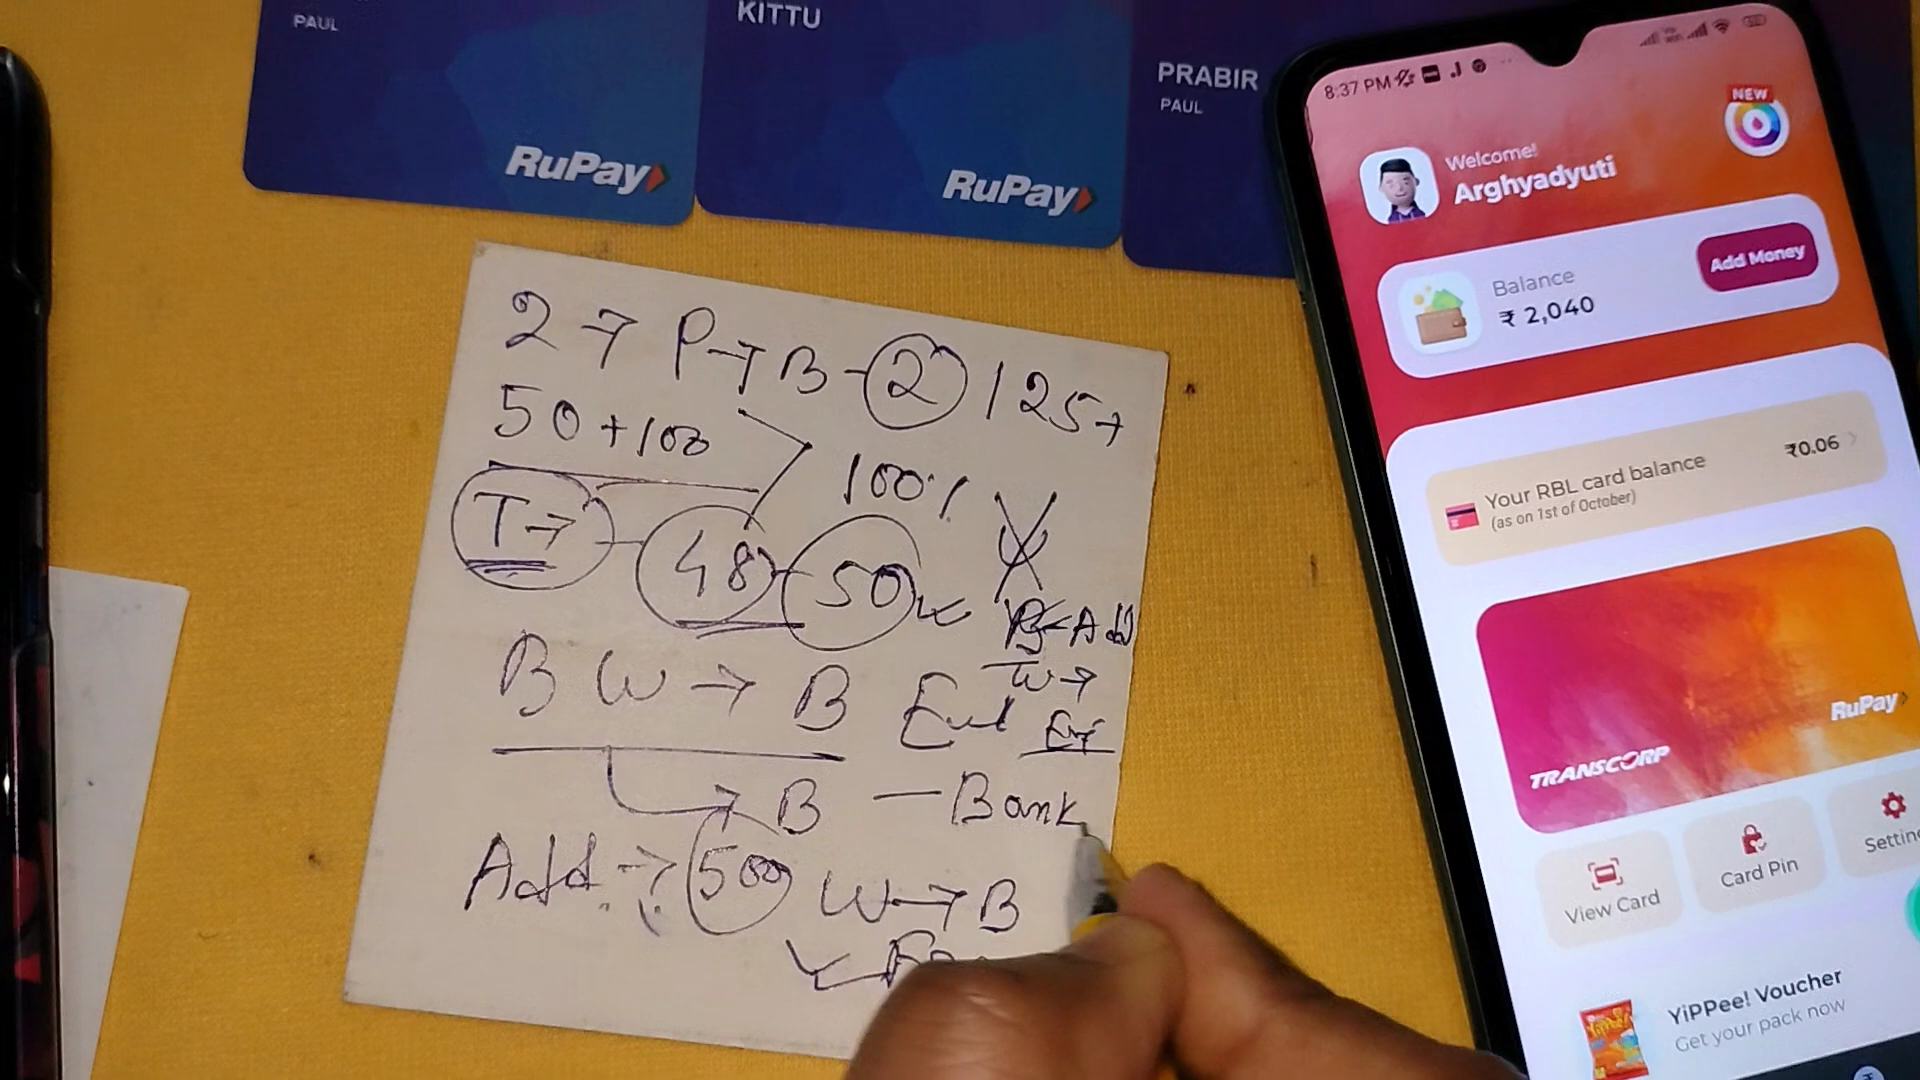 PAUL
RuPay
KITTU
RuPay
PRABIR
PAUL
2 → P → B - 2 125+
50 + 100
100%
T → 48 - 50
Add
W →
B W → B
B — Bank
Add → 500 W → B
8:37 PM
NEW
Welcome!
Arghyadyuti
Balance
₹ 2,040
Add Money
Your RBL card balance
(as on 1st of October)
₹0.06
RuPay
TRANSCORP
View Card
Card Pin
YiPPee! Voucher
Get your pack now